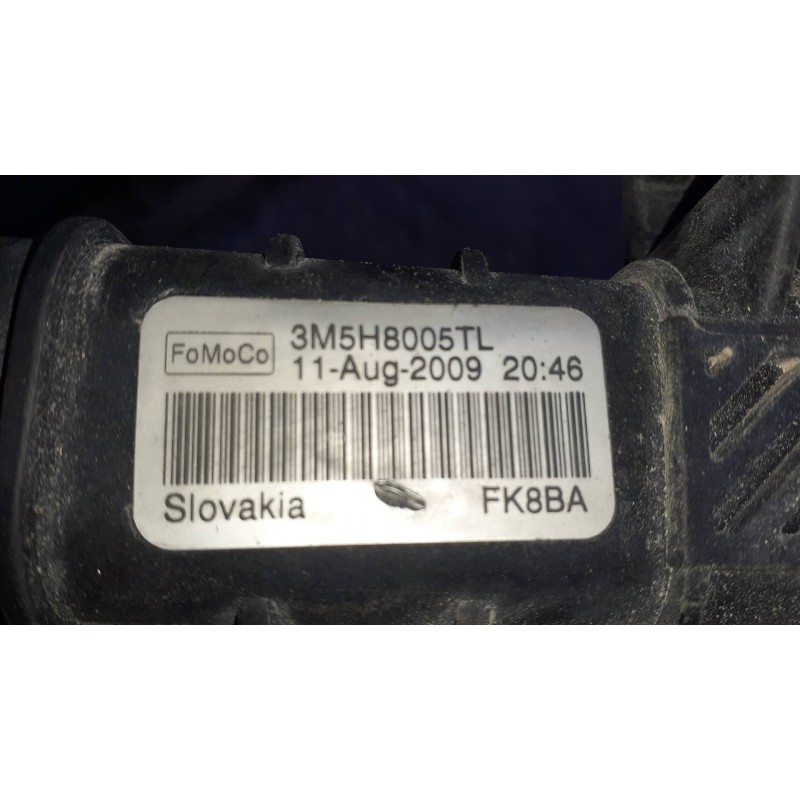 FoMoCo
3M5H8005TL
11-Aug-2009 20:46
Slovakia FK8BA